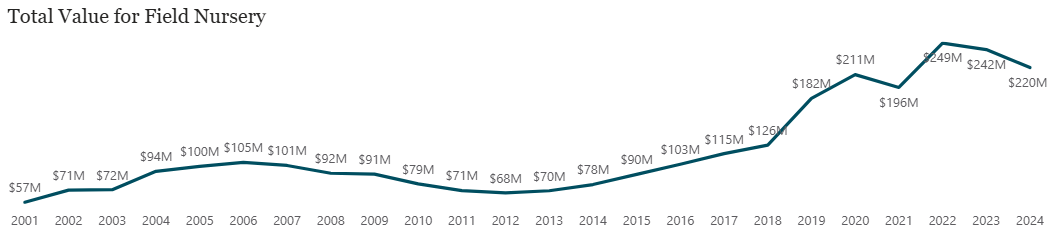 Total Value for Field Nursery
$57M $71M $72M $94M $100M $105M $101M $92M $91M $79M $71M $68M $70M $78M $90M $103M $115M $126M $182M $211M $196M $249M $242M $220M
2001 2002 2003 2004 2005 2006 2007 2008 2009 2010 2011 2012 2013 2014 2015 2016 2017 2018 2019 2020 2021 2022 2023 2024